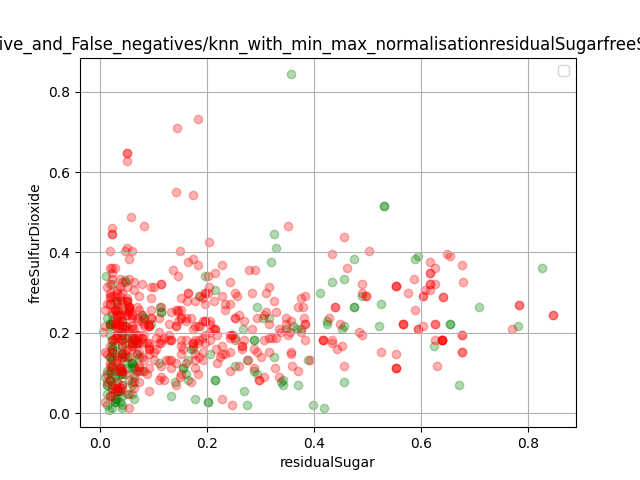 ive_and_False_negatives/knn_with_min_max_normalisationresidualSugarfreeS
freeSulfurDioxide
0.8
0.6
0.4
0.2
0.0
0.0 0.2 0.4 0.6 0.8
residualSugar